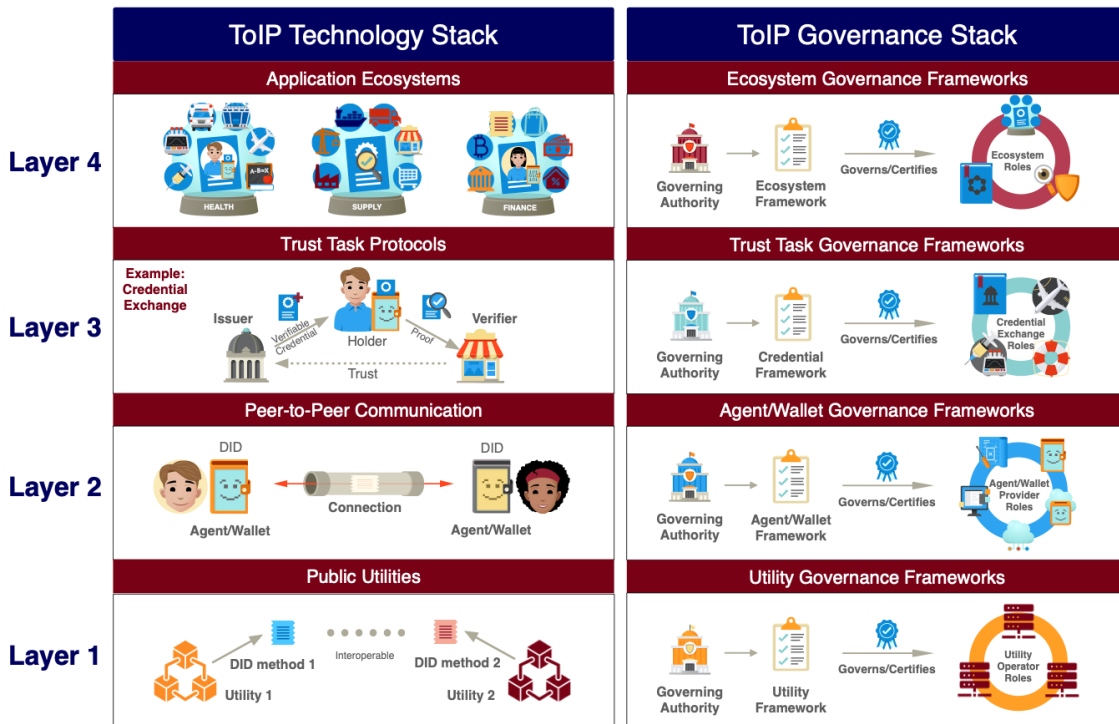 ToIP Technology Stack
ToIP Governance Stack
Layer 4
Application Ecosystems
A-B=X
HEALTH
SUPPLY
FINANCE
Ecosystem Governance Frameworks
Governing
Authority
Ecosystem
Framework
Governs/Certifies
Ecosystem
Roles
Layer 3
Trust Task Protocols
Example:
Credential
Exchange
Issuer
Verifiable
Credential
Holder
Proof
Verifier
Trust
Trust Task Governance Frameworks
Governing
Authority
Credential
Framework
Governs/Certifies
Credential
Exchange
Roles
Layer 2
Peer-to-Peer Communication
DID
Agent/Wallet
Connection
DID
Agent/Wallet
Agent/Wallet Governance Frameworks
Governing
Authority
Agent/Wallet
Framework
Governs/Certifies
Agent/Wallet
Provider
Roles
Layer 1
Public Utilities
DID method 1
Interoperable
DID method 2
Utility 1
Utility 2
Utility Governance Frameworks
Governing
Authority
Utility
Framework
Governs/Certifies
Utility
Operator
Roles